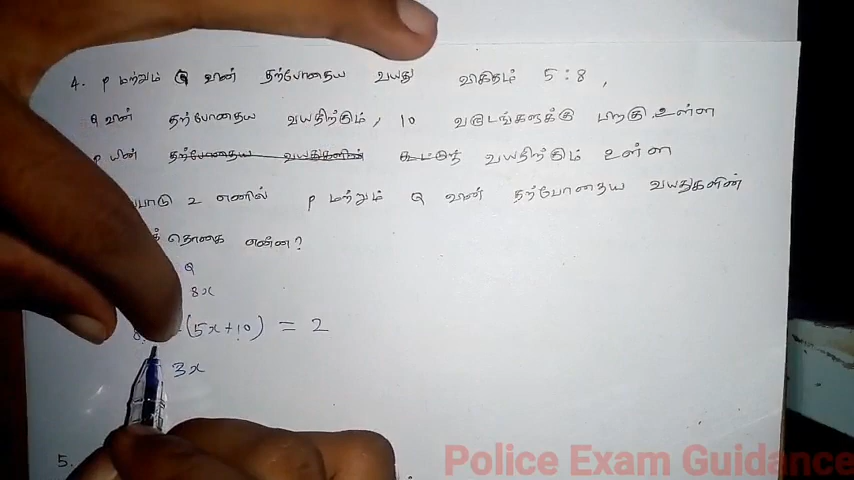 4. P மற்றும் Q வின் தற்போதைய வயது விகிதம் 5 : 8 ,
Q வின் தற்போதைய வயதிற்கும், 10 வருடங்களுக்கு பிறகு உள்ள
P யின் தற்போதைய வயதுகளின் கூட்டுத் வயதிற்கும் உள்ள
பாடு 2 எனில் P மற்றும் Q வின் தற்போதைய வயதுகளின்
தொகை என்ன?
Q
8x
(5x+10) = 2
3x
5.
Police Exam Guidance